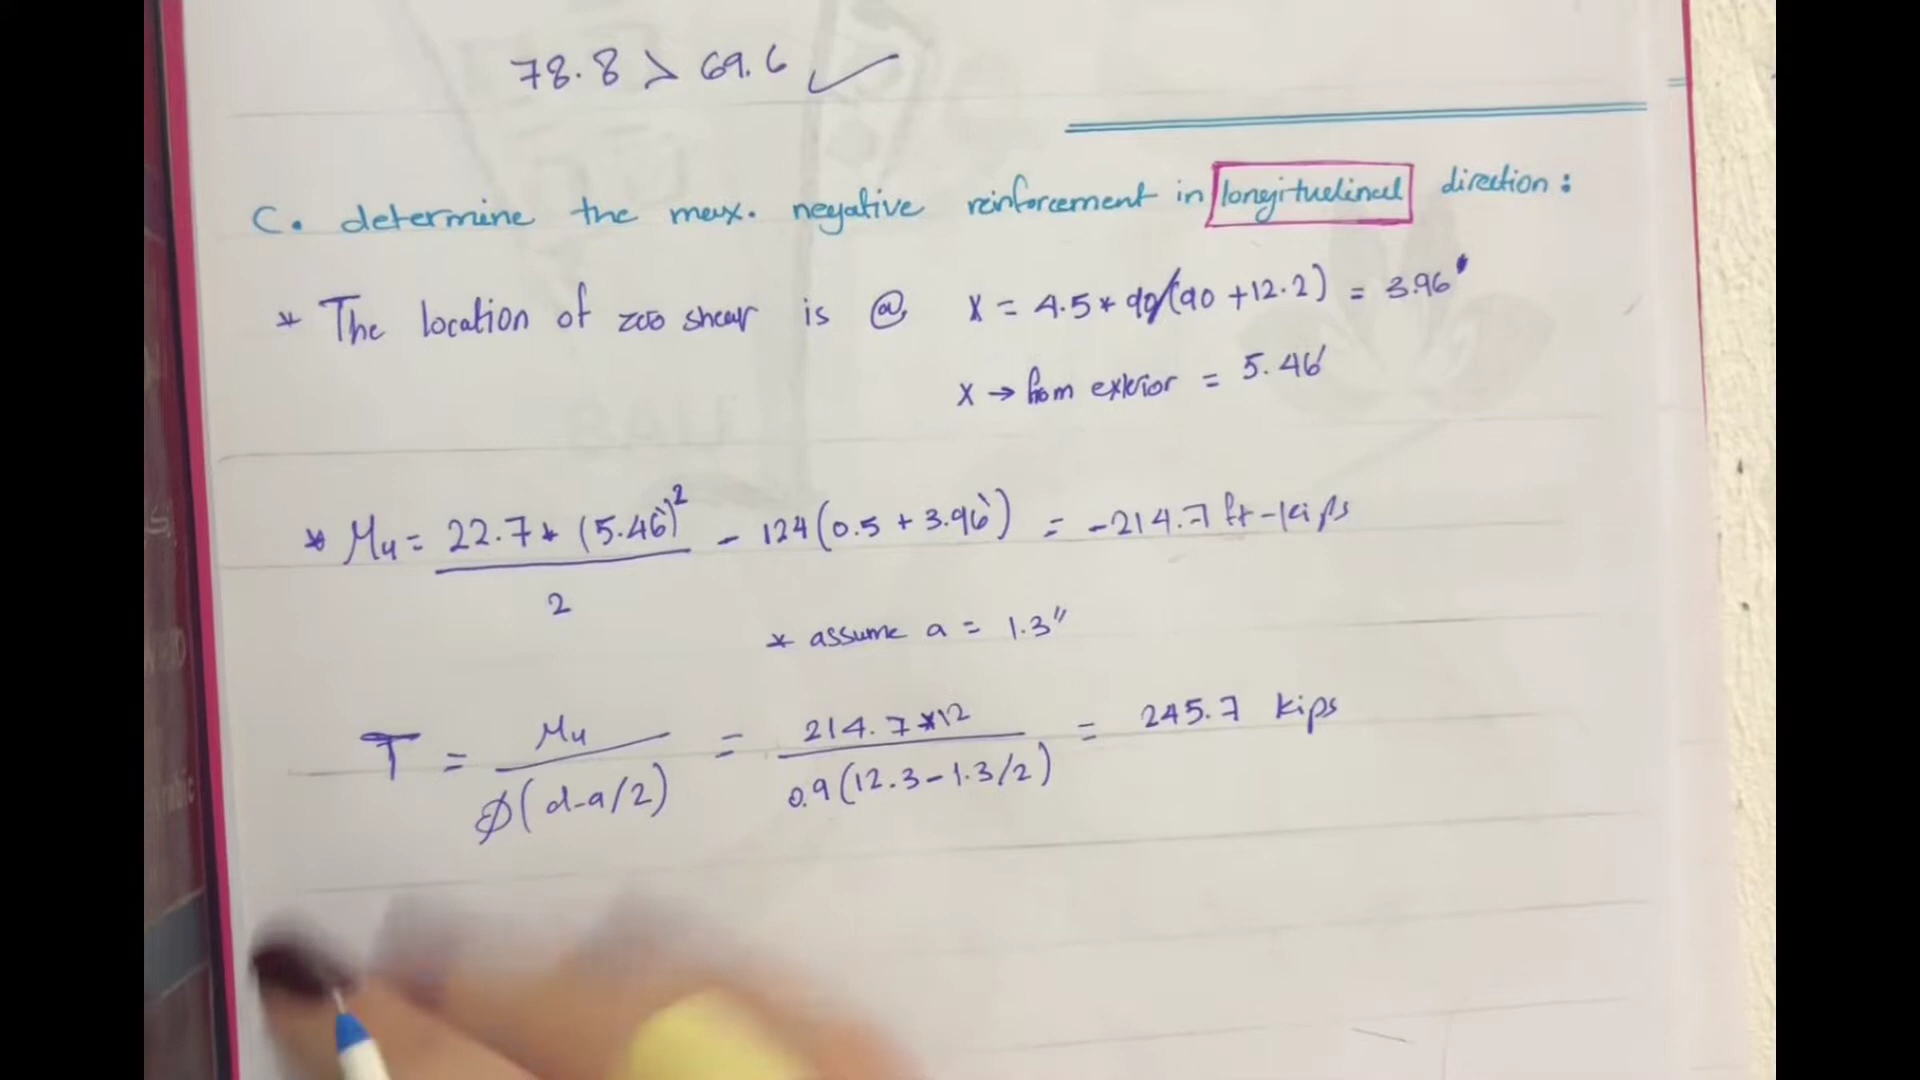 78.8 > 69.6 ✓
C. determine the max. negative reinforcement in longitudinal direction:
* The location of zero shear is @ X = 4.5 * 90/(90 + 12.2) = 3.96'
X → from exterior = 5.46'
* Mu = 22.7 * (5.46')² / 2 - 124(0.5 + 3.96') = -214.7 ft-kips
* assume a = 1.3"
T = Mu / ø(d-a/2) = 214.7*12 / 0.9(12.3-1.3/2) = 245.7 kips